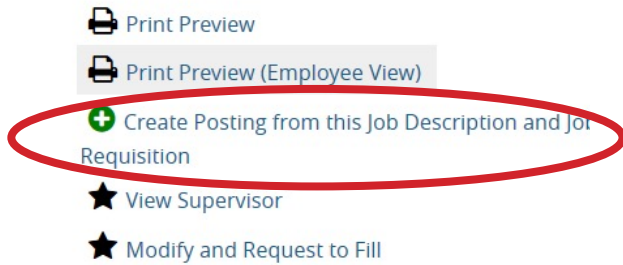 Print Preview
Print Preview (Employee View)
Create Posting from this Job Description and Job
Requisition
View Supervisor
Modify and Request to Fill